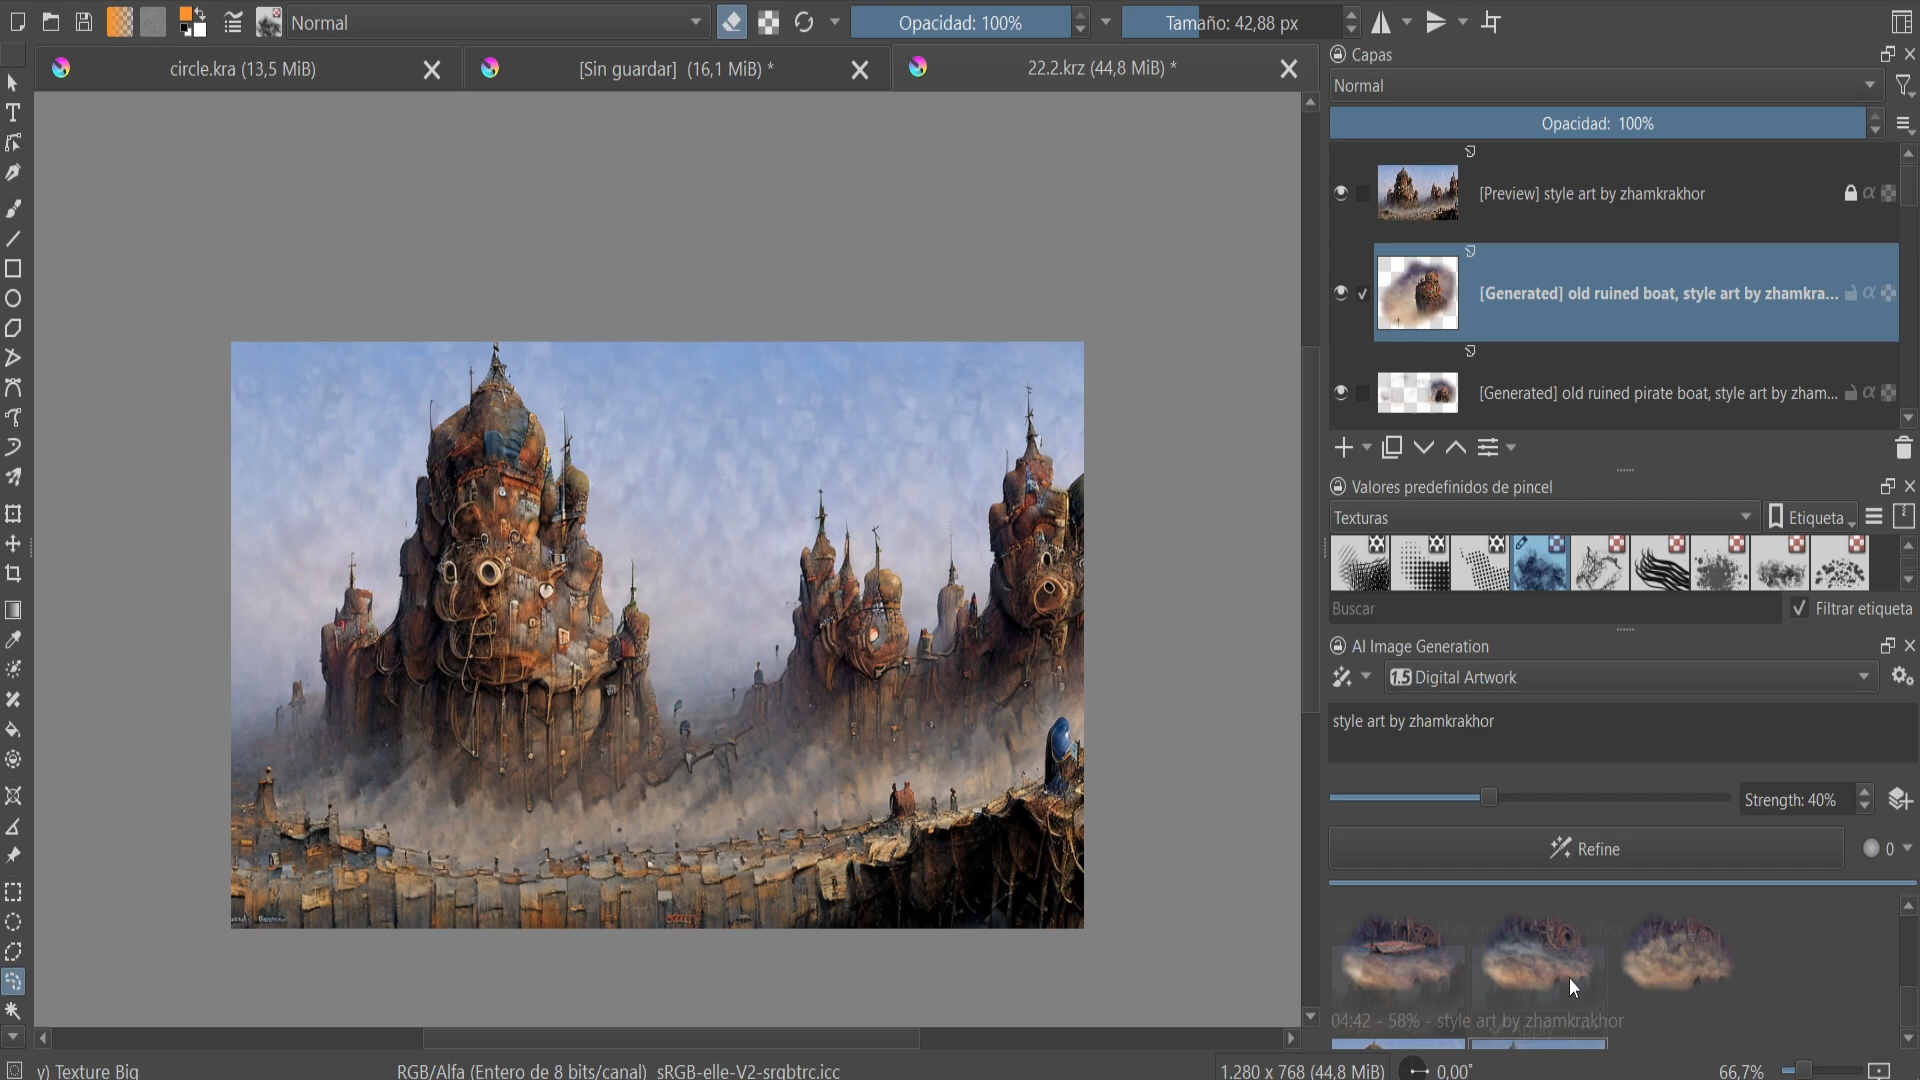 Normal
Opacidad: 100%
Tamaño: 42,88 px
circle.kra (13,5 MiB)
[Sin guardar] (16,1 MiB) *
22.2.krz (44,8 MiB) *
Capas
Normal
Opacidad: 100%
[Preview] style art by zhamkrakhor
[Generated] old ruined boat, style art by zhamkra...
[Generated] old ruined pirate boat, style art by zham...
Valores predefinidos de pincel
Texturas
Etiqueta
Buscar
Filtrar etiqueta
AI Image Generation
1.5 Digital Artwork
style art by zhamkrakhor
Strength: 40%
Refine
0
04:42 - 58% - style art by zhamkrakhor
y) Texture Big
RGB/Alfa (Entero de 8 bits/canal) sRGB-elle-V2-srgbtrc.icc
1.280 x 768 (44,8 MiB)
0,00°
66,7%